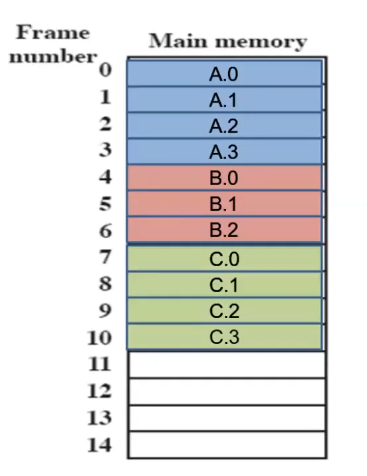 Frame
number
Main memory
0 A.0
1 A.1
2 A.2
3 A.3
4 B.0
5 B.1
6 B.2
7 C.0
8 C.1
9 C.2
10 C.3
11
12
13
14